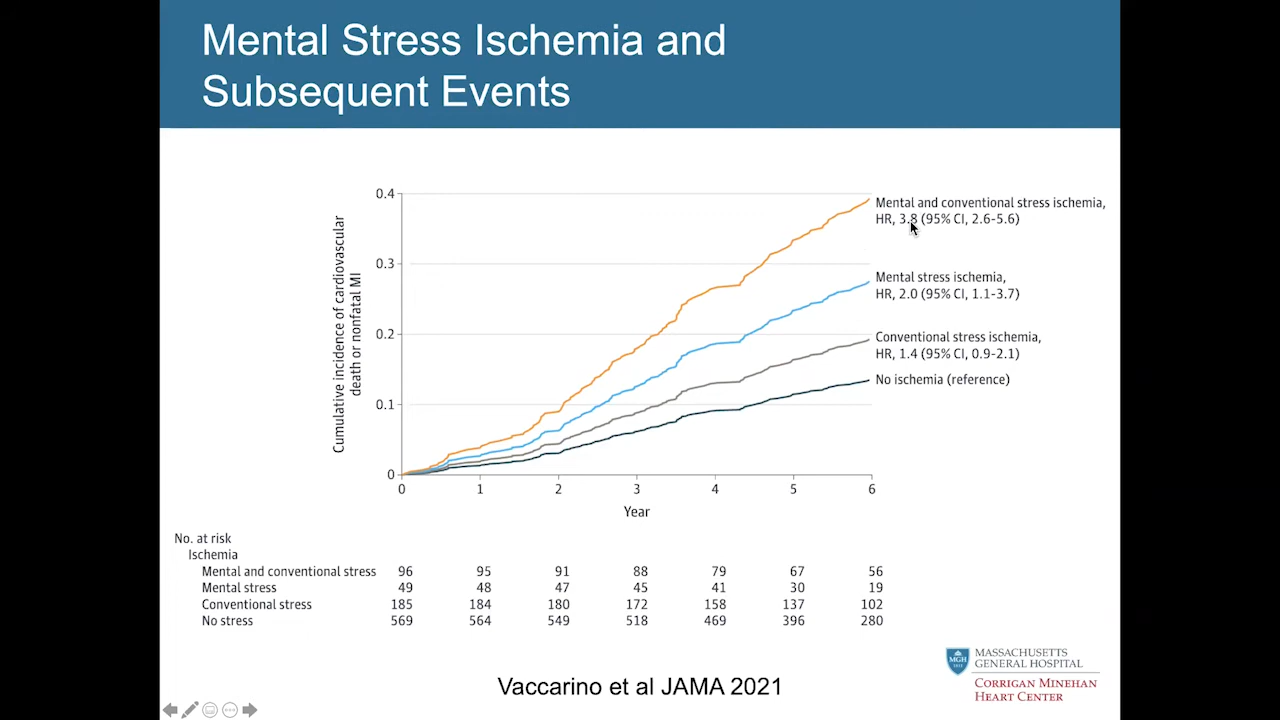 Mental Stress Ischemia and
Subsequent Events
Cumulative incidence of cardiovascular
death or nonfatal MI
0.4
0.3
0.2
0.1
0
0 1 2 3 4 5 6
Year
Mental and conventional stress ischemia,
HR, 3.8 (95% CI, 2.6-5.6)
Mental stress ischemia,
HR, 2.0 (95% CI, 1.1-3.7)
Conventional stress ischemia,
HR, 1.4 (95% CI, 0.9-2.1)
No ischemia (reference)
No. at risk
Ischemia
Mental and conventional stress 96 95 91 88 79 67 56
Mental stress 49 48 47 45 41 30 19
Conventional stress 185 184 180 172 158 137 102
No stress 569 564 549 518 469 396 280
Vaccarino et al JAMA 2021
MGH
1811
MASSACHUSETTS
GENERAL HOSPITAL
CORRIGAN MINEHAN
HEART CENTER